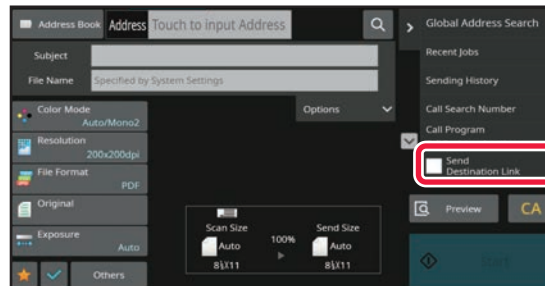 Address Book Address Touch to input Address
Subject
File Name Specified by System Settings
Color Mode
Auto/Mono2
Resolution
200x200dpi
File Format
PDF
Original
Exposure
Auto
Others
Options
Scan Size
Auto
8½X11
100%
Send Size
Auto
8½X11
Global Address Search
Recent Jobs
Sending History
Call Search Number
Call Program
Send
Destination Link
Preview
CA
Start